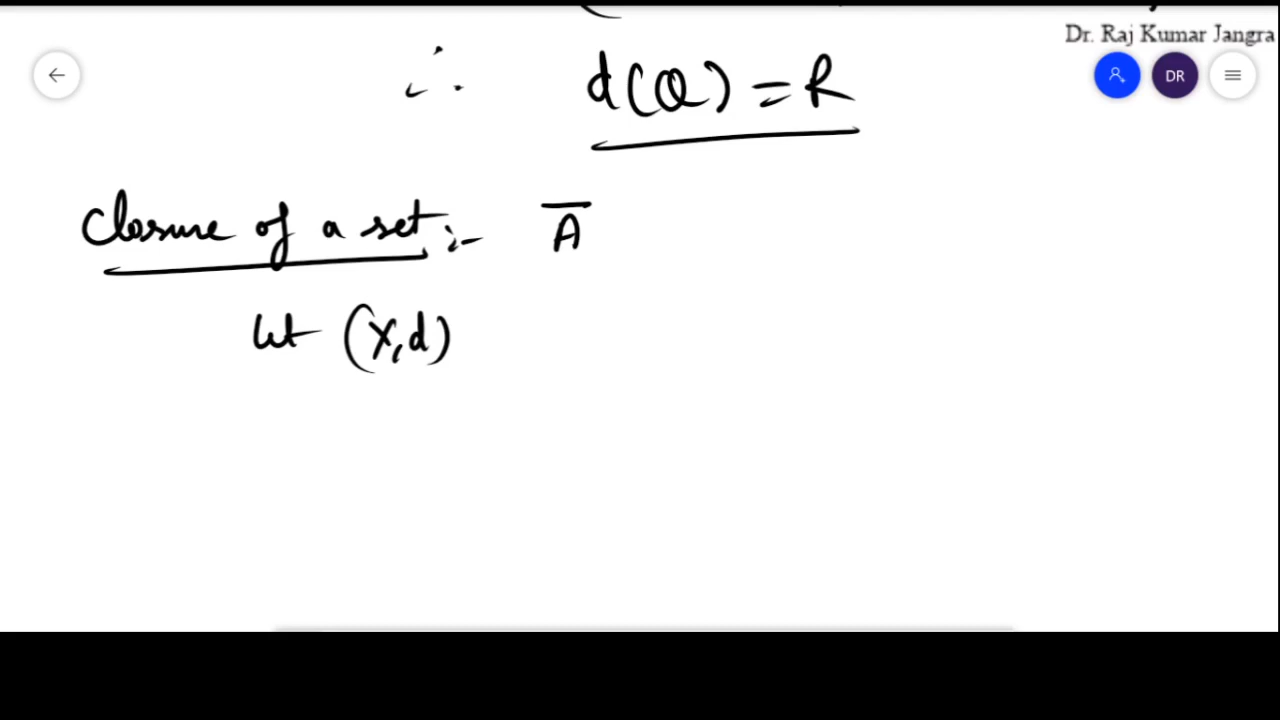 Dr. Raj Kumar Jangra
DR
∴ d(Q) = R
Closure of a set :- A̅
let (X,d)